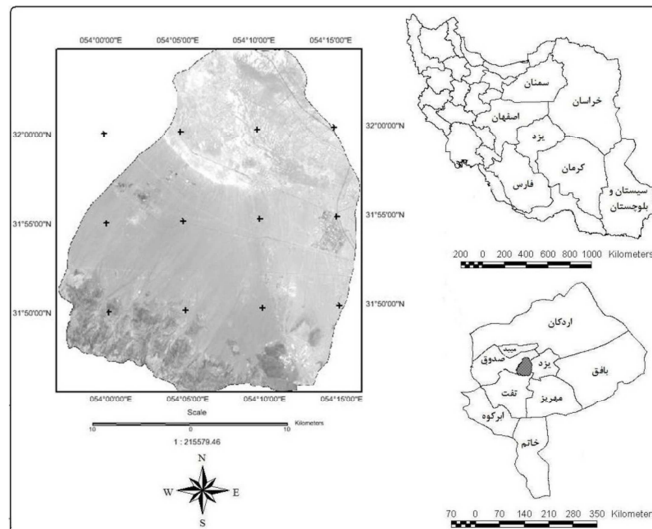 054°00'00"E 054°05'00"E 054°10'00"E 054°15'00"E
32°00'00"N 32°00'00"N
31°55'00"N 31°55'00"N
31°50'00"N 31°50'00"N
054°00'00"E 054°05'00"E 054°10'00"E 054°15'00"E
Scale
10 0 10 Kilometers
1 : 215579.46
N
W E
S
سمنان
خراسان
اصفهان
یزد
کرمان
فارس
سیستان و
بلوچستان
200 0 200 400 600 800 1000 Kilometers
اردکان
میبد
صدوق
یزد
بافق
تفت
مهریز
ابرکوه
خاتم
70 0 70 140 210 280 350 Kilometers